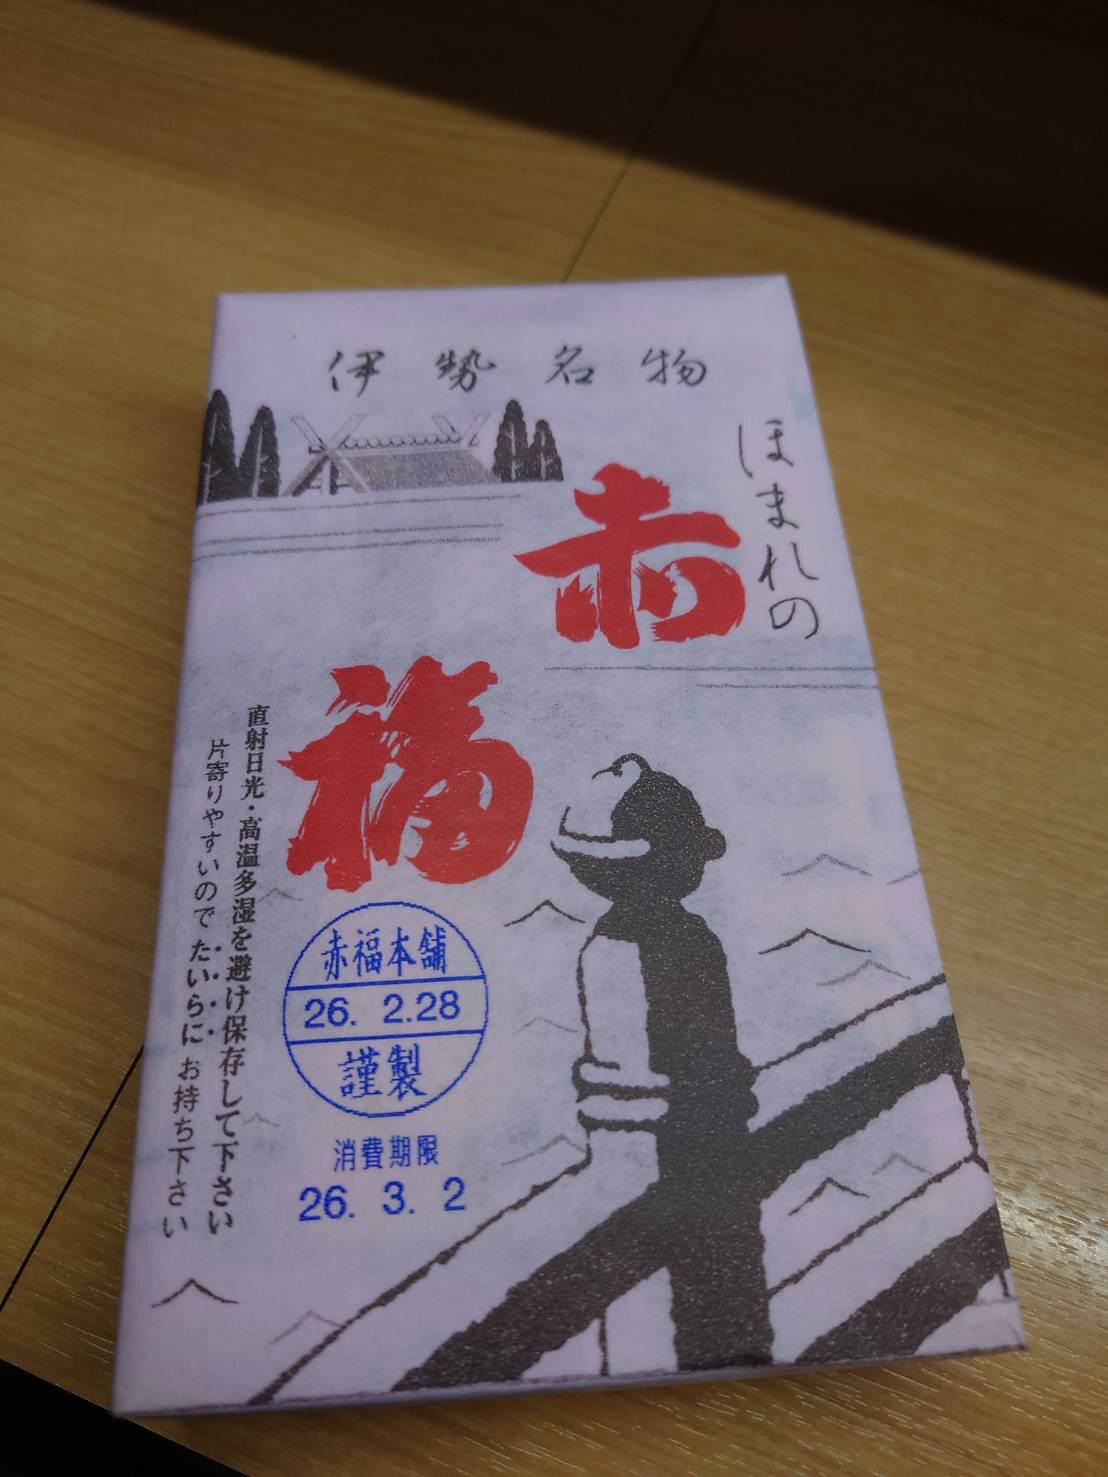 伊勢名物
ほまれの
赤福
直射日光・高温多湿を避け保存して下さい
片寄りやすいのでたいらにお持ち下さい
赤福本舗
26. 2.28
謹製
消費期限
26. 3. 2